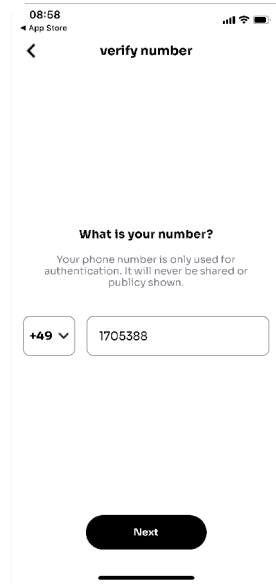 08:58
◀ App Store
verify number
What is your number?
Your phone number is only used for
authentication. It will never be shared or
publicy shown.
+49
1705388
Next